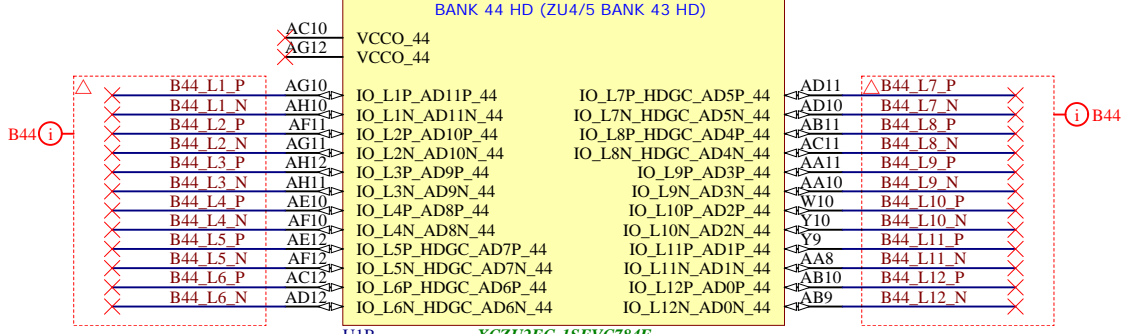 BANK 44 HD (ZU4/5 BANK 43 HD)
AC10 VCCO_44
AG12 VCCO_44
B44_L1_P AG10 IO_L1P_AD11P_44 IO_L7P_HDGC_AD5P_44 AD11 B44_L7_P
B44_L1_N AH10 IO_L1N_AD11N_44 IO_L7N_HDGC_AD5N_44 AD10 B44_L7_N
B44_L2_P AF11 IO_L2P_AD10P_44 IO_L8P_HDGC_AD4P_44 AB11 B44_L8_P
B44 i B44_L2_N AG11 IO_L2N_AD10N_44 IO_L8N_HDGC_AD4N_44 AC11 B44_L8_N i B44
B44_L3_P AH12 IO_L3P_AD9P_44 IO_L9P_AD3P_44 AA11 B44_L9_P
B44_L3_N AH11 IO_L3N_AD9N_44 IO_L9N_AD3N_44 AA10 B44_L9_N
B44_L4_P AE10 IO_L4P_AD8P_44 IO_L10P_AD2P_44 W10 B44_L10_P
B44_L4_N AF10 IO_L4N_AD8N_44 IO_L10N_AD2N_44 Y10 B44_L10_N
B44_L5_P AE12 IO_L5P_HDGC_AD7P_44 IO_L11P_AD1P_44 Y9 B44_L11_P
B44_L5_N AF12 IO_L5N_HDGC_AD7N_44 IO_L11N_AD1N_44 AA8 B44_L11_N
B44_L6_P AC12 IO_L6P_HDGC_AD6P_44 IO_L12P_AD0P_44 AB10 B44_L12_P
B44_L6_N AD12 IO_L6N_HDGC_AD6N_44 IO_L12N_AD0N_44 AB9 B44_L12_N